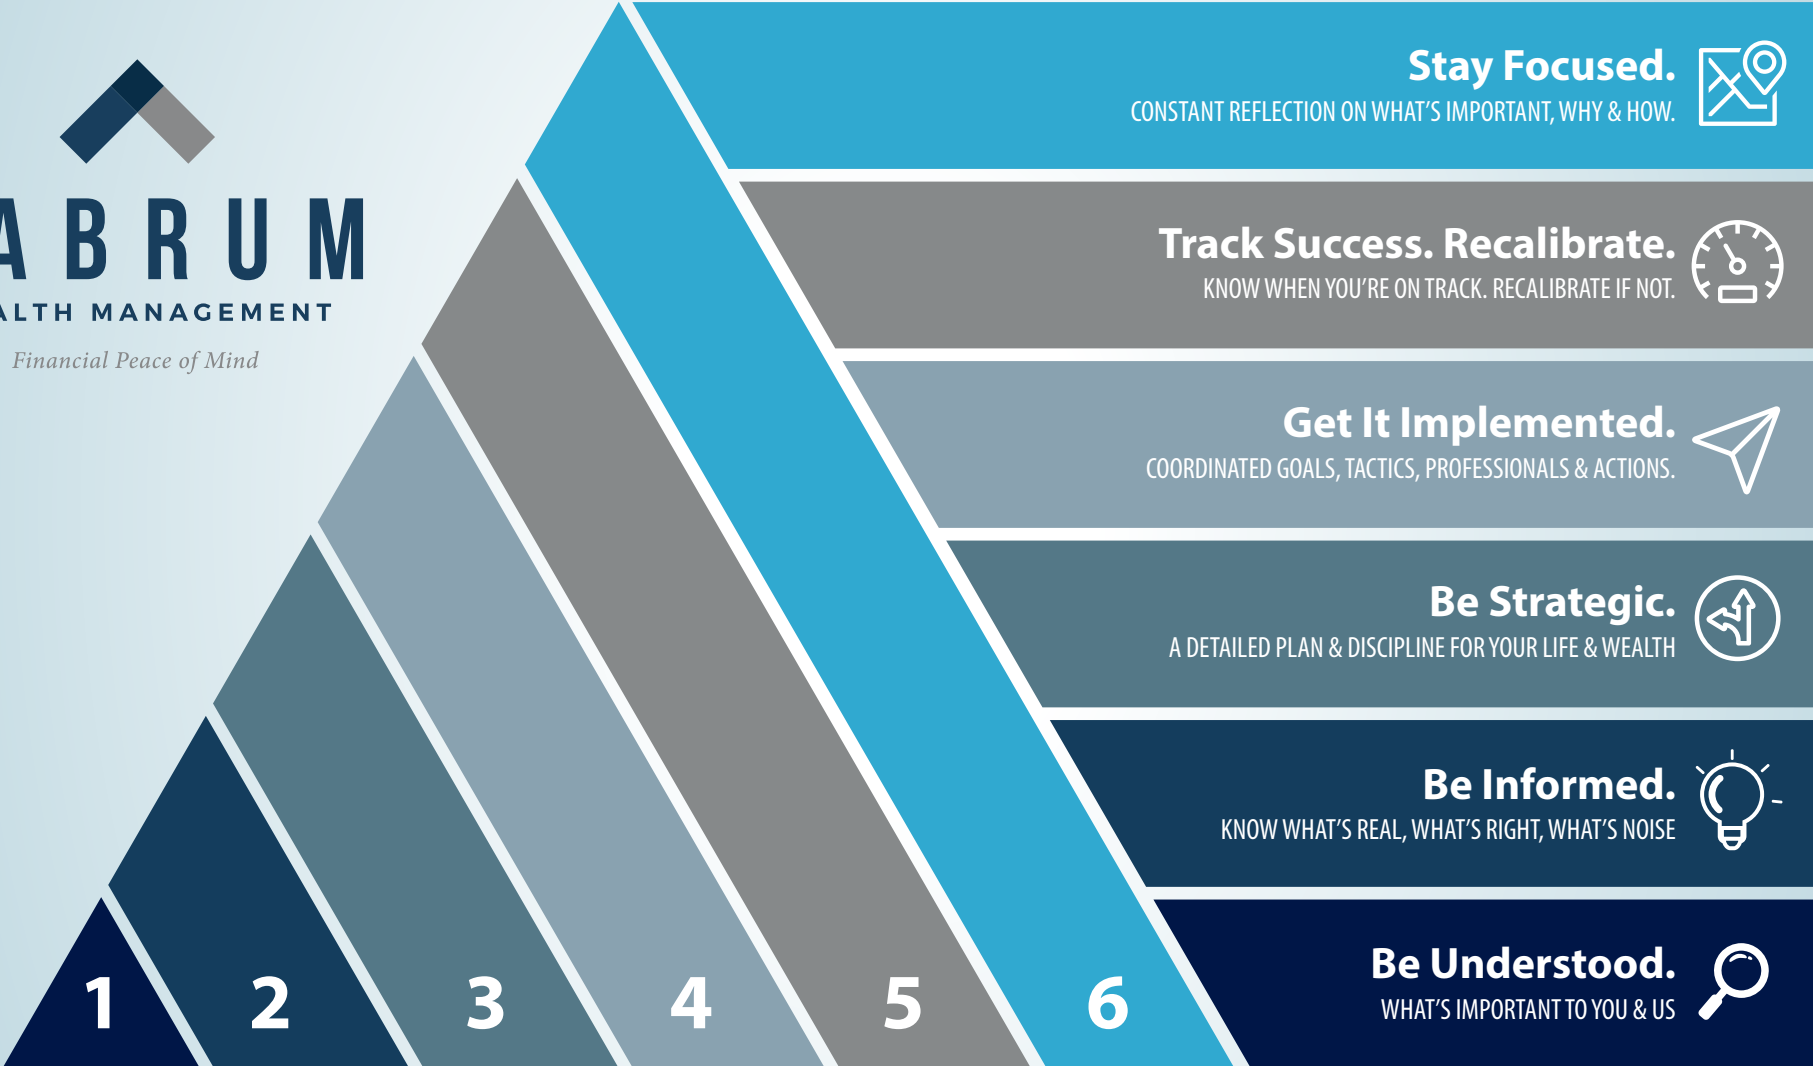 ABRUM
ALTH MANAGEMENT
Financial Peace of Mind
Stay Focused.
CONSTANT REFLECTION ON WHAT'S IMPORTANT, WHY & HOW.
Track Success. Recalibrate.
KNOW WHEN YOU'RE ON TRACK. RECALIBRATE IF NOT.
Get It Implemented.
COORDINATED GOALS, TACTICS, PROFESSIONALS & ACTIONS.
Be Strategic.
A DETAILED PLAN & DISCIPLINE FOR YOUR LIFE & WEALTH
Be Informed.
KNOW WHAT'S REAL, WHAT'S RIGHT, WHAT'S NOISE
Be Understood.
WHAT'S IMPORTANT TO YOU & US
1 2 3 4 5 6